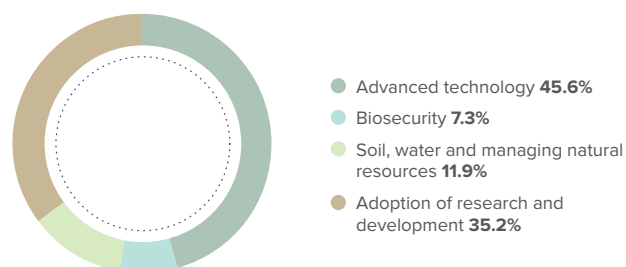 Advanced technology 45.6%
Biosecurity 7.3%
Soil, water and managing natural
resources 11.9%
Adoption of research and
development 35.2%